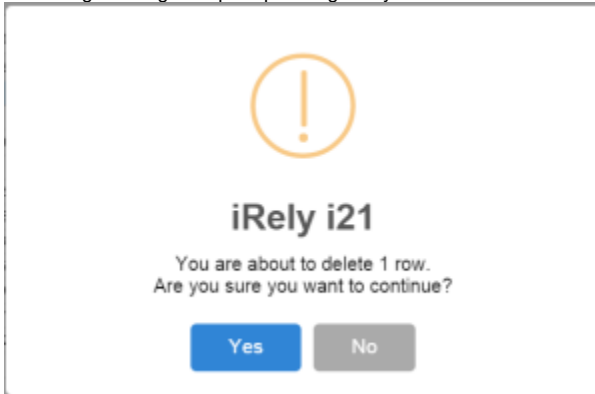 iRely i21
You are about to delete 1 row.
Are you sure you want to continue?
Yes
No